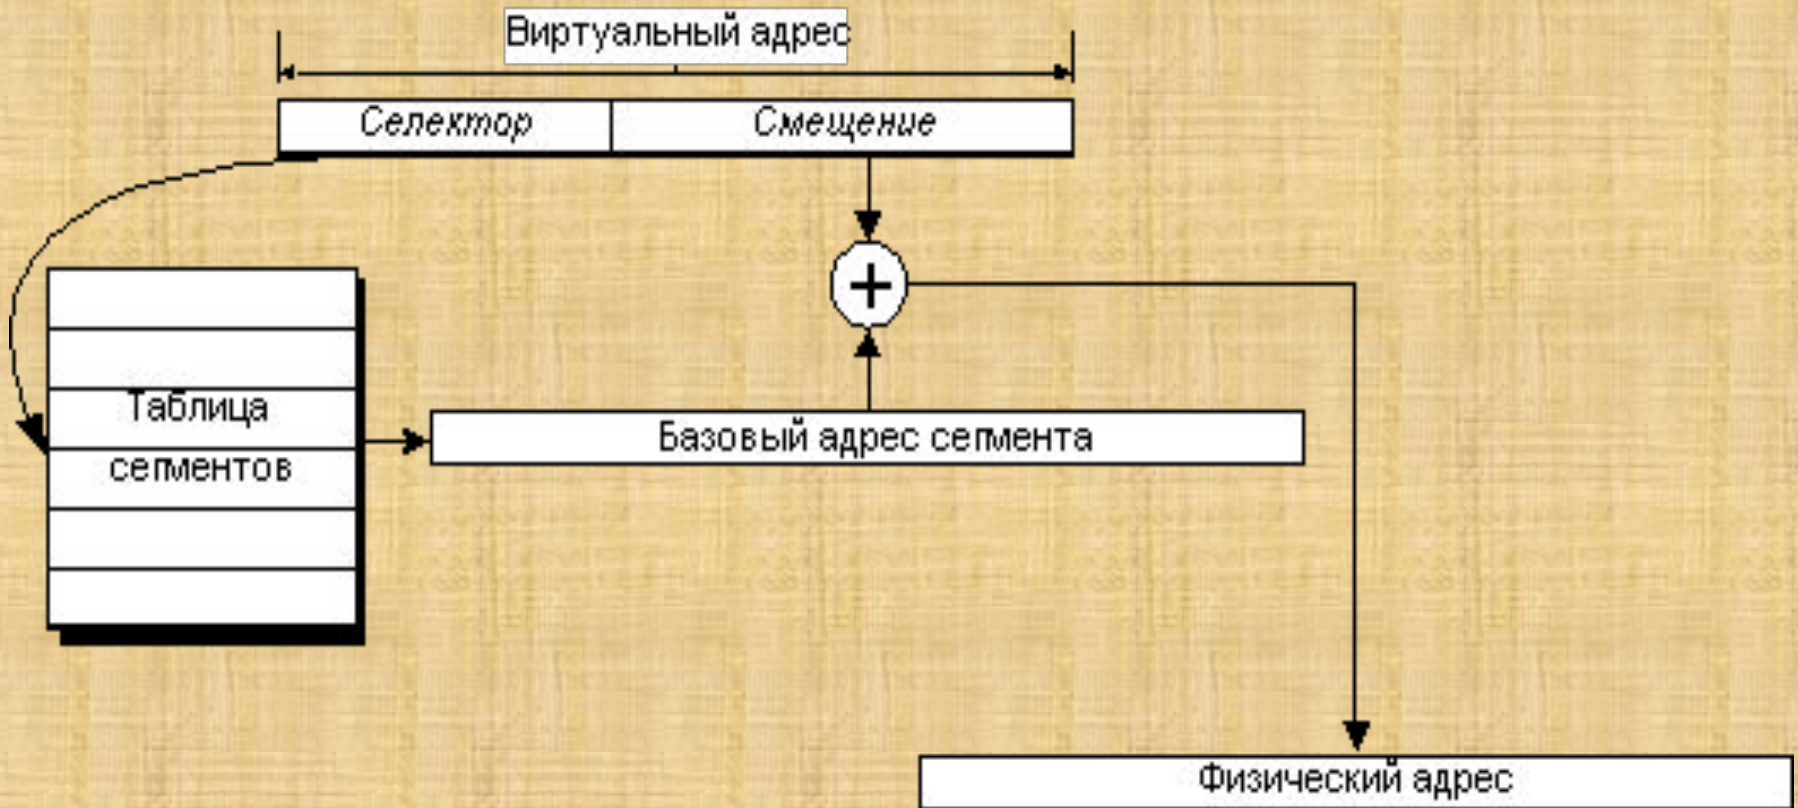 Виртуальный адрес
Селектор
Смещение
+
Таблица
сегментов
Базовый адрес сегмента
Физический адрес